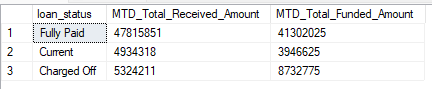 loan_status MTD_Total_Received_Amount MTD_Total_Funded_Amount
1 Fully Paid 47815851 41302025
2 Current 4934318 3946625
3 Charged Off 5324211 8732775